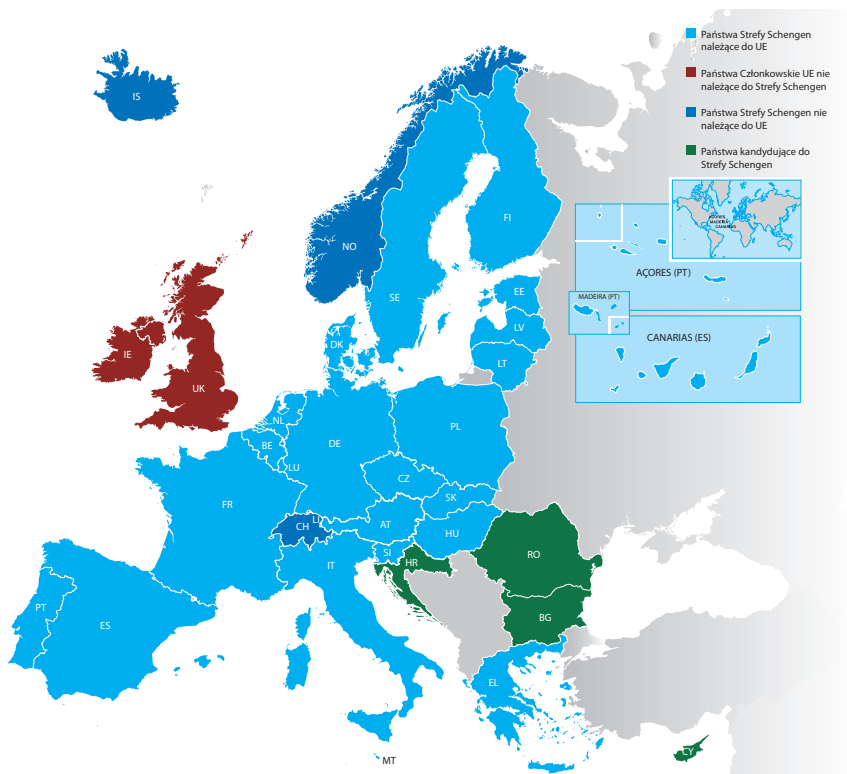 Państwa Strefy Schengen
należące do UE
Państwa Członkowskie UE nie
należące do Strefy Schengen
Państwa Strefy Schengen nie
należące do UE
Państwa kandydujące do
Strefy Schengen
IS
NO
FI
SE
EE
LV
LT
DK
IE
UK
NL
BE
LU
DE
PL
CZ
SK
FR
CH
LI
AT
HU
SI
HR
IT
RO
BG
PT
ES
EL
MT
CY
AÇORES
MADEIRA
CANARIAS
AÇORES (PT)
MADEIRA (PT)
CANARIAS (ES)